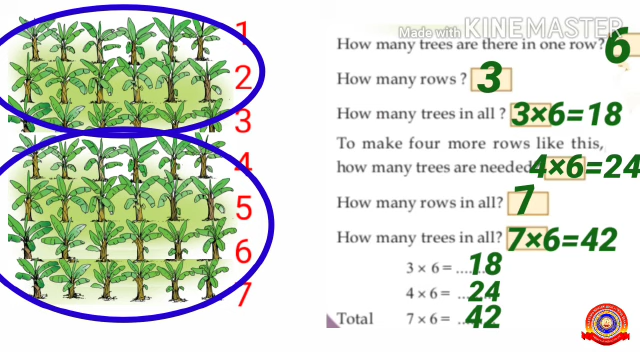 1
2
3
4
5
6
7
Made with KINEMASTER
How many trees are there in one row? 6
How many rows ? 3
How many trees in all ? 3×6=18
To make four more rows like this,
how many trees are needed 4×6=24
How many rows in all? 7
How many trees in all? 7×6=42
3 × 6 = .... 18
4 × 6 = .. 24
Total 7 × 6 = .. 42